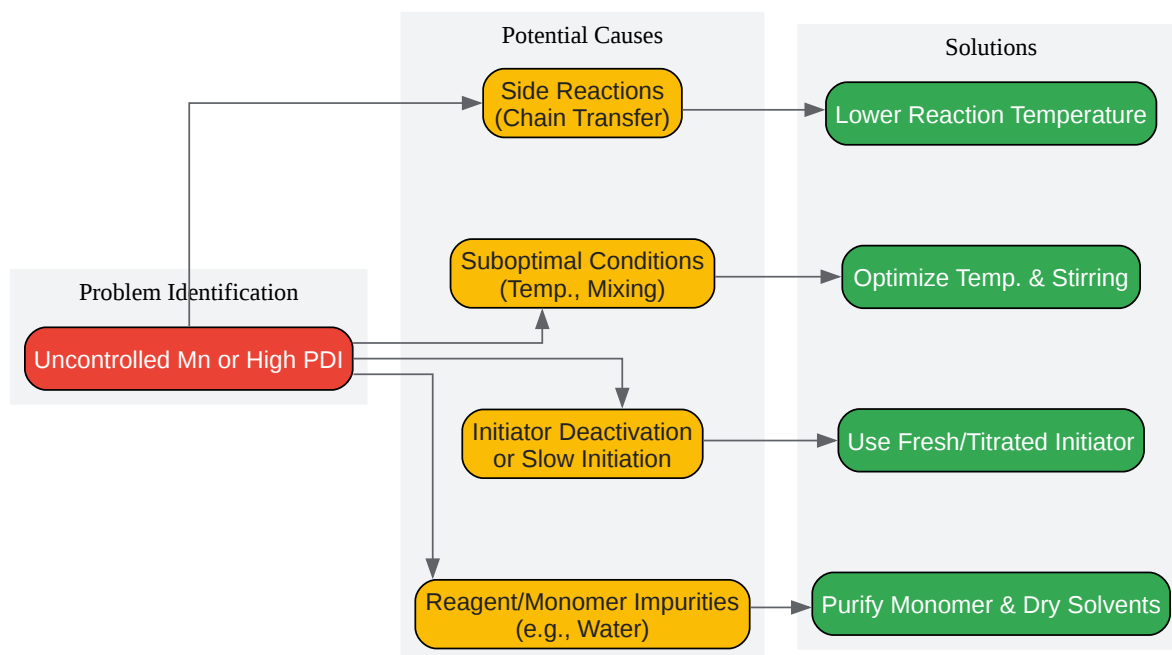 Potential Causes
Solutions
Side Reactions
(Chain Transfer)
Lower Reaction Temperature
Suboptimal Conditions
(Temp., Mixing)
Optimize Temp. & Stirring
Problem Identification
Uncontrolled Mn or High PDI
Initiator Deactivation
or Slow Initiation
Use Fresh/Titrated Initiator
Reagent/Monomer Impurities
(e.g., Water)
Purify Monomer & Dry Solvents